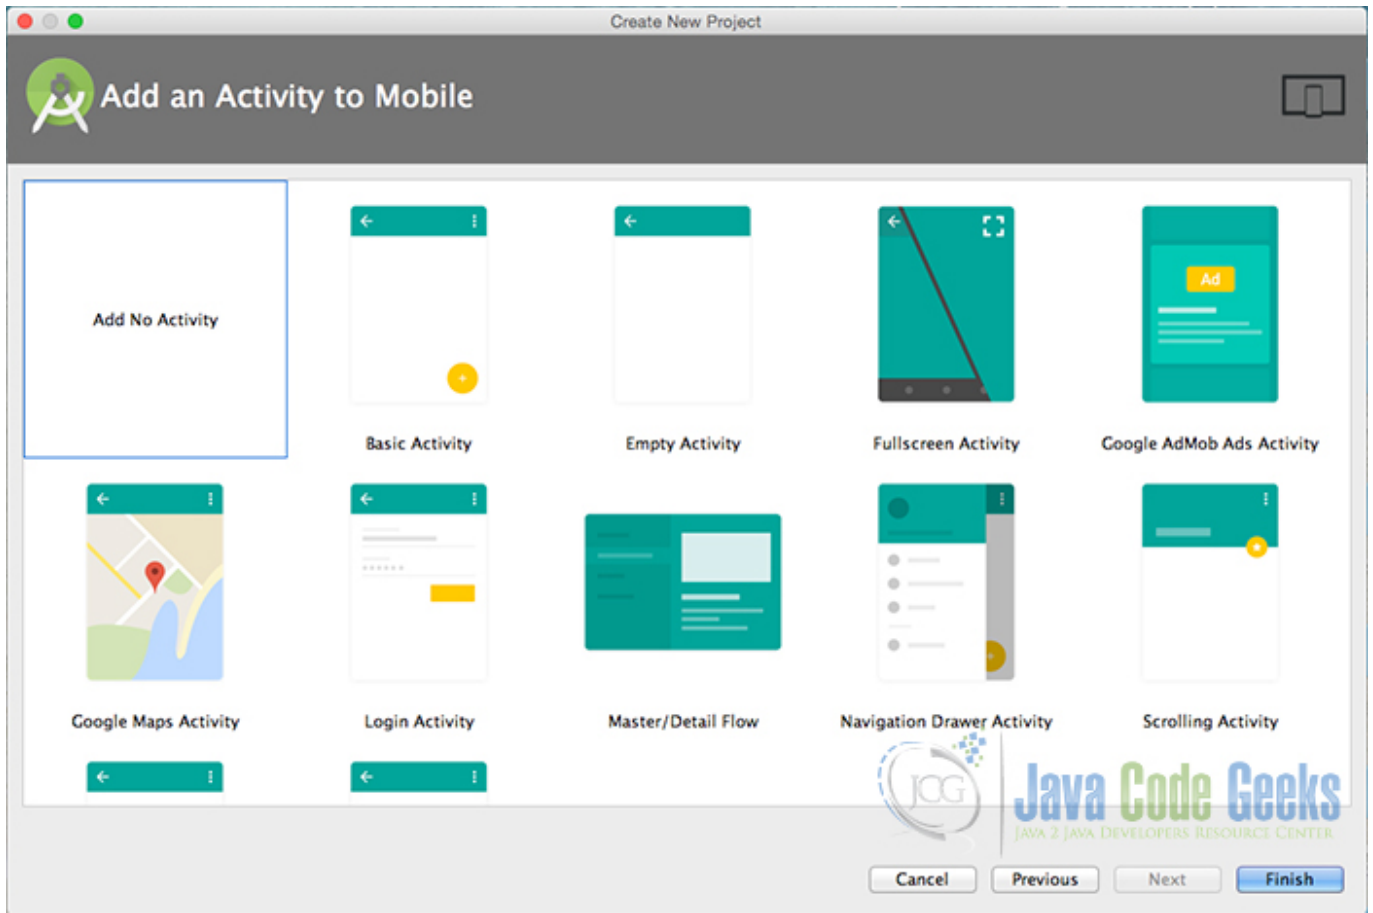 Create New Project
Add an Activity to Mobile
Add No Activity
Ad
Basic Activity
Empty Activity
Fullscreen Activity
Google AdMob Ads Activity
Google Maps Activity
Login Activity
Master/Detail Flow
Navigation Drawer Activity
Scrolling Activity
JCG
Java Code Geeks
JAVA 2 JAVA DEVELOPERS RESOURCE CENTER
Cancel
Previous
Next
Finish